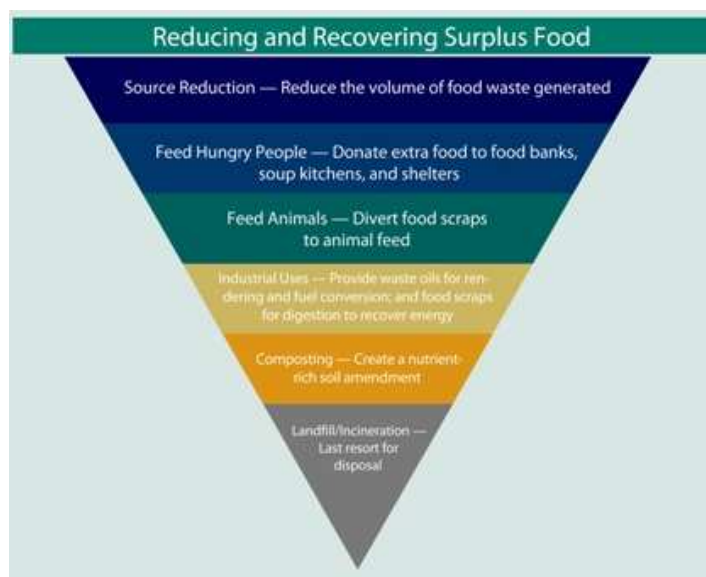 Reducing and Recovering Surplus Food
Source Reduction — Reduce the volume of food waste generated
Feed Hungry People — Donate extra food to food banks,
soup kitchens, and shelters
Feed Animals — Divert food scraps
to animal feed
Industrial Uses — Provide waste oils for ren-
dering and fuel conversion; and food scraps
for digestion to recover energy
Composting — Create a nutrient-
rich soil amendment
Landfill/Incineration —
Last resort for
disposal